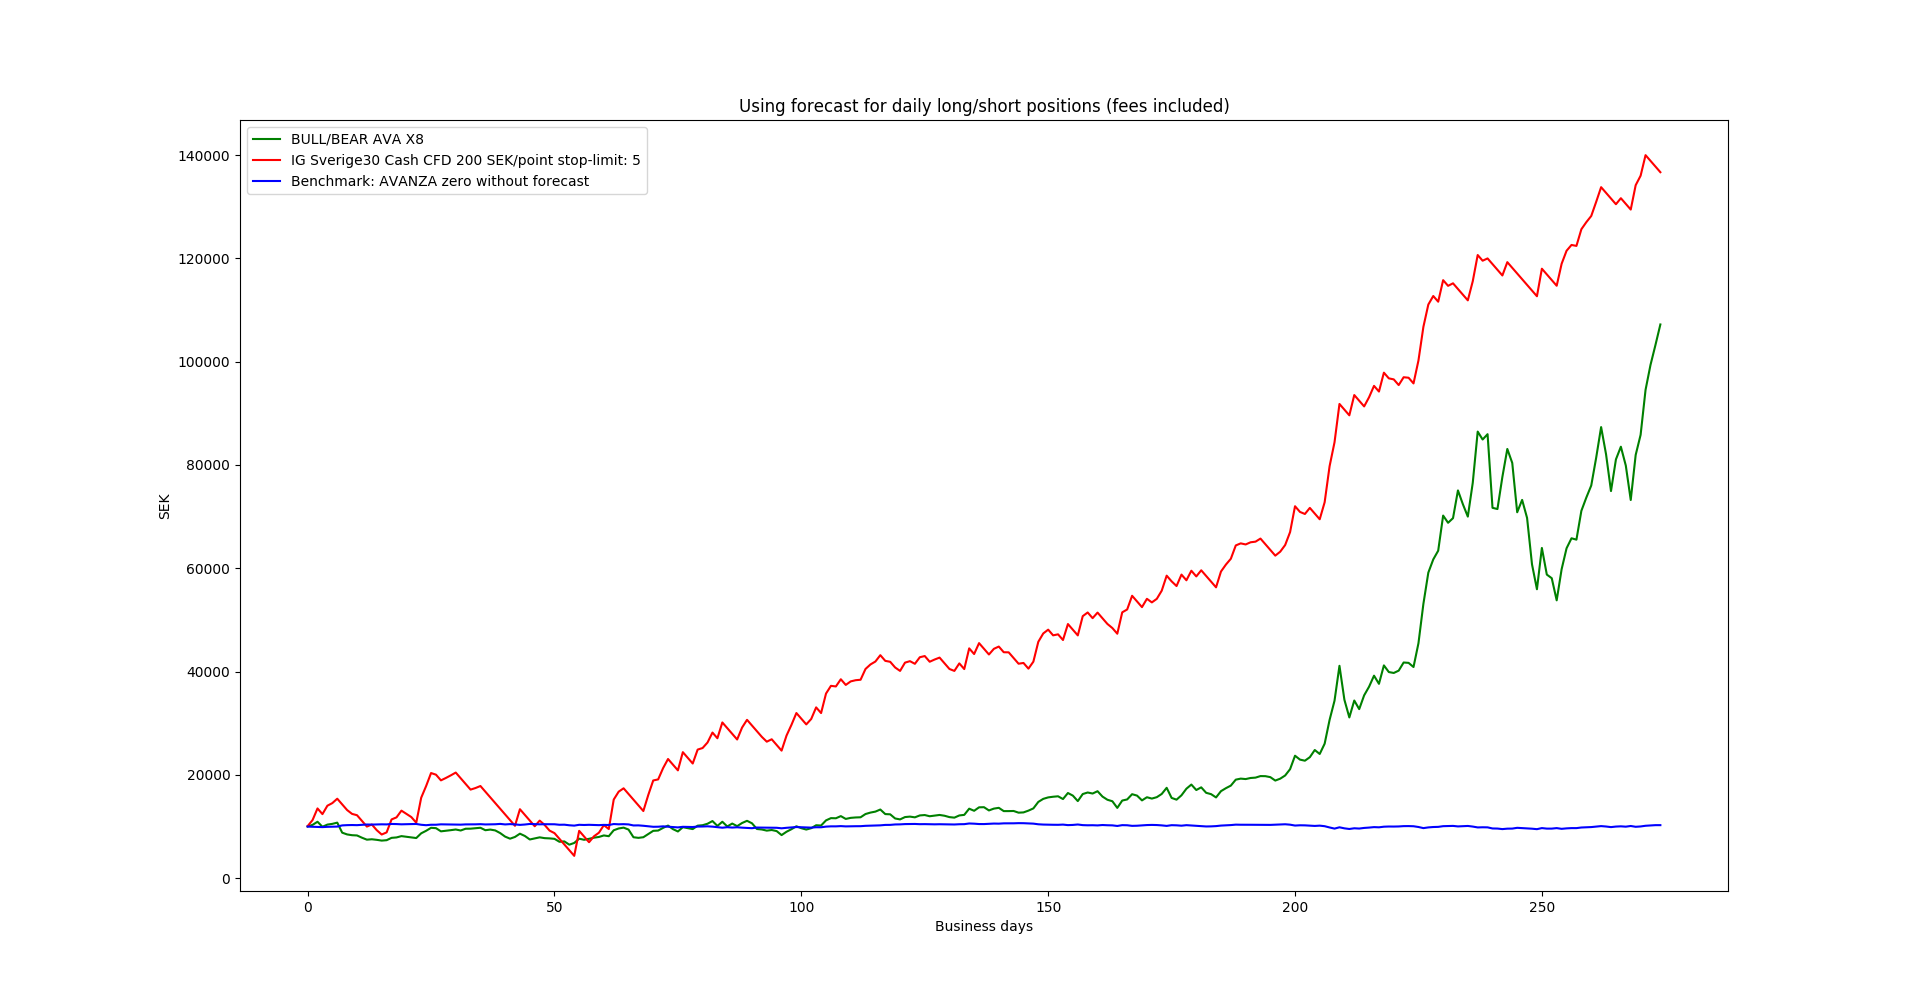 Using forecast for daily long/short positions (fees included)
BULL/BEAR AVA X8
IG Sverige30 Cash CFD 200 SEK/point stop-limit: 5
Benchmark: AVANZA zero without forecast
140000
120000
100000
80000
60000
40000
20000
0
SEK
0 50 100 150 200 250
Business days